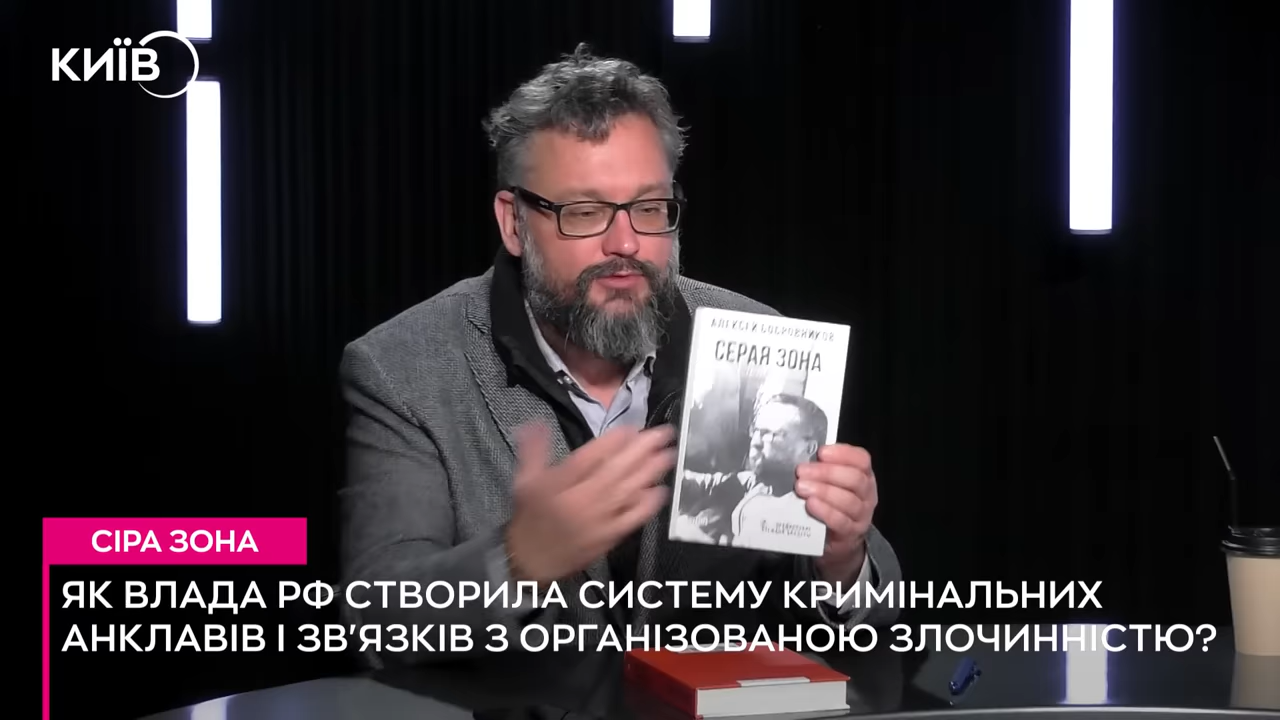 КИЇВ
АЛЕКСЕЙ БОБРОВНИКОВ
СЕРАЯ ЗОНА
СІРА ЗОНА
ЯК ВЛАДА РФ СТВОРИЛА СИСТЕМУ КРИМІНАЛЬНИХ
АНКЛАВІВ І ЗВ'ЯЗКІВ З ОРГАНІЗОВАНОЮ ЗЛОЧИННІСТЮ?